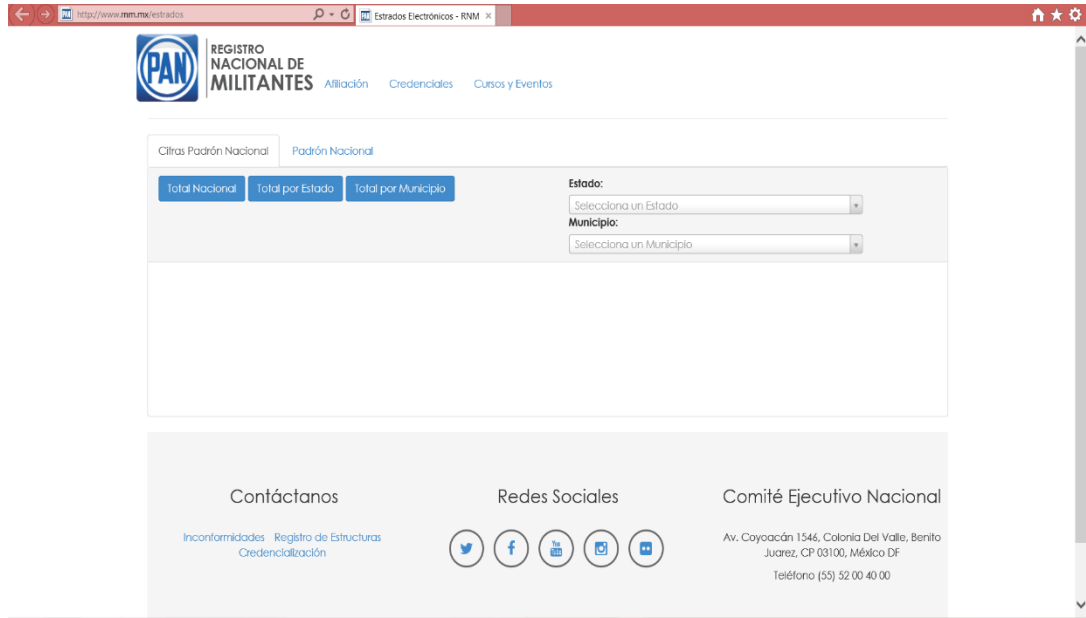 http://www.rnm.mx/estrados
Estrados Electrónicos - RNM
PAN
REGISTRO
NACIONAL DE
MILITANTES
Afiliación Credenciales Cursos y Eventos
Cifras Padrón Nacional Padrón Nacional
Total Nacional Total por Estado Total por Municipio
Estado:
Selecciona un Estado
Municipio:
Selecciona un Municipio
Contáctanos
Inconformidades Registro de Estructuras
Credencialización
Redes Sociales
You
Tube
Comité Ejecutivo Nacional
Av. Coyoacán 1546, Colonia Del Valle, Benito
Juarez, CP 03100, México DF
Teléfono (55) 52 00 40 00